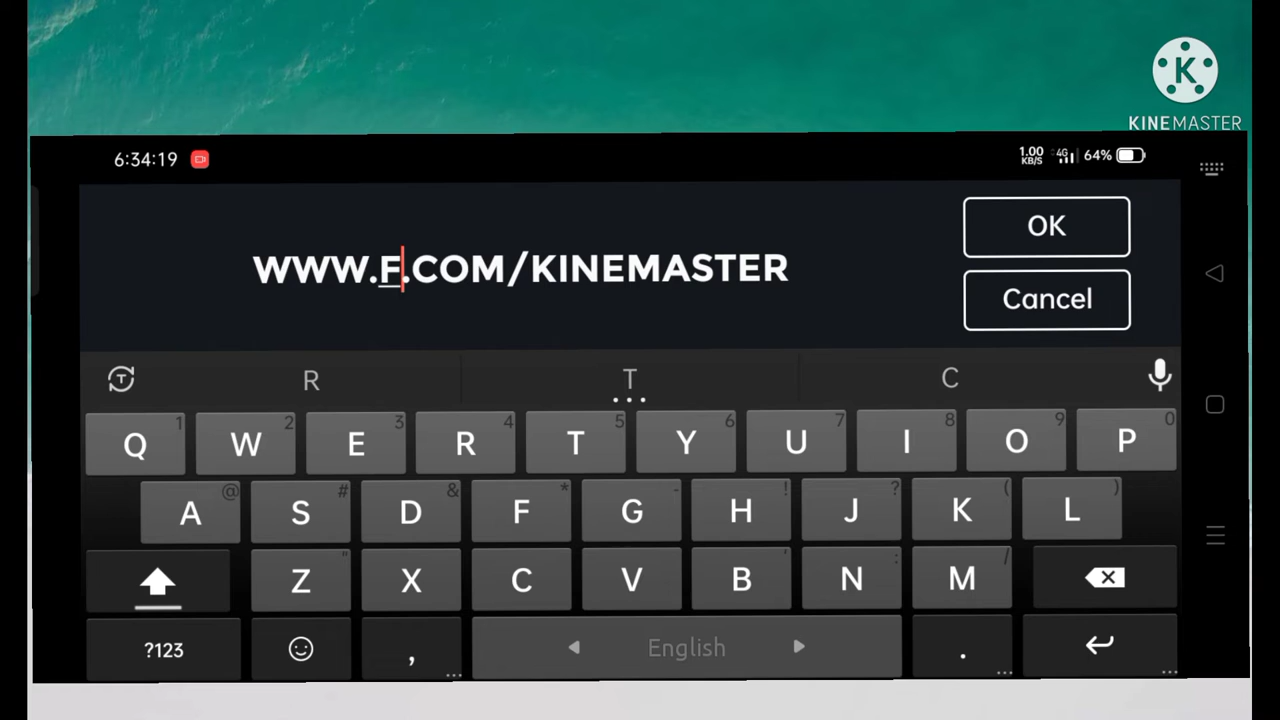 KINEMASTER
6:34:19
1.00 KB/S 4G 64%
WWW.F.COM/KINEMASTER
OK
Cancel
R T C
Q 1 W 2 E 3 R 4 T 5 Y 6 U 7 I 8 O 9 P 0
A @ S # D & F * G - H ! J ? K ( L )
Z " X C V B ' N : M /
?123 , English .